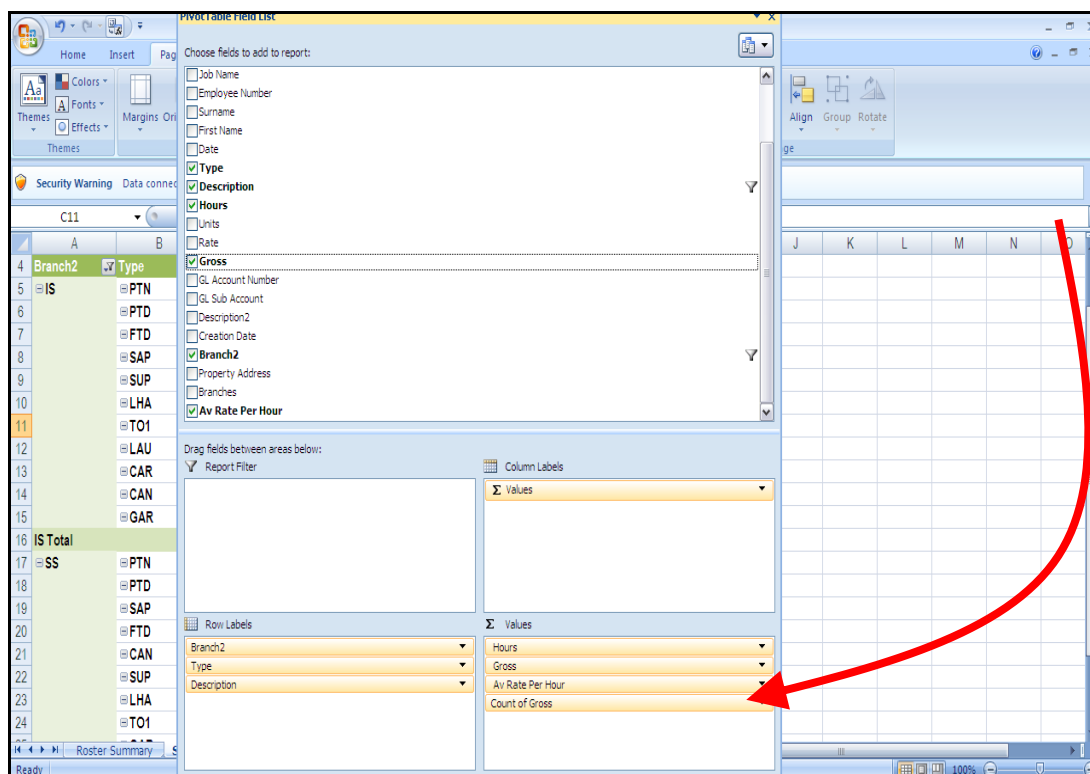 PivotTable Field List
Home Insert Pag
Choose fields to add to report:
Job Name
Employee Number
Surname
First Name
Date
Type
Description
Hours
Units
Rate
Gross
GL Account Number
GL Sub Account
Description2
Creation Date
Branch2
Property Address
Branches
Av Rate Per Hour
Aa
Colors
Fonts
Effects
Themes
Margins Ori
Themes
Align Group Rotate
ge
Security Warning Data connec
C11
A B J K L M N O
4 Branch2 Type
5 IS PTN
6 PTD
7 FTD
8 SAP
9 SUP
10 LHA
11 TO1
12 LAU
13 CAR
14 CAN
15 GAR
16 IS Total
17 SS PTN
18 PTD
19 SAP
20 FTD
21 CAN
22 SUP
23 LHA
24 TO1
Drag fields between areas below:
Report Filter Column Labels
Σ Values
Row Labels Σ Values
Branch2 Hours
Type Gross
Description Av Rate Per Hour
Count of Gross
Roster Summary S
Ready 100%